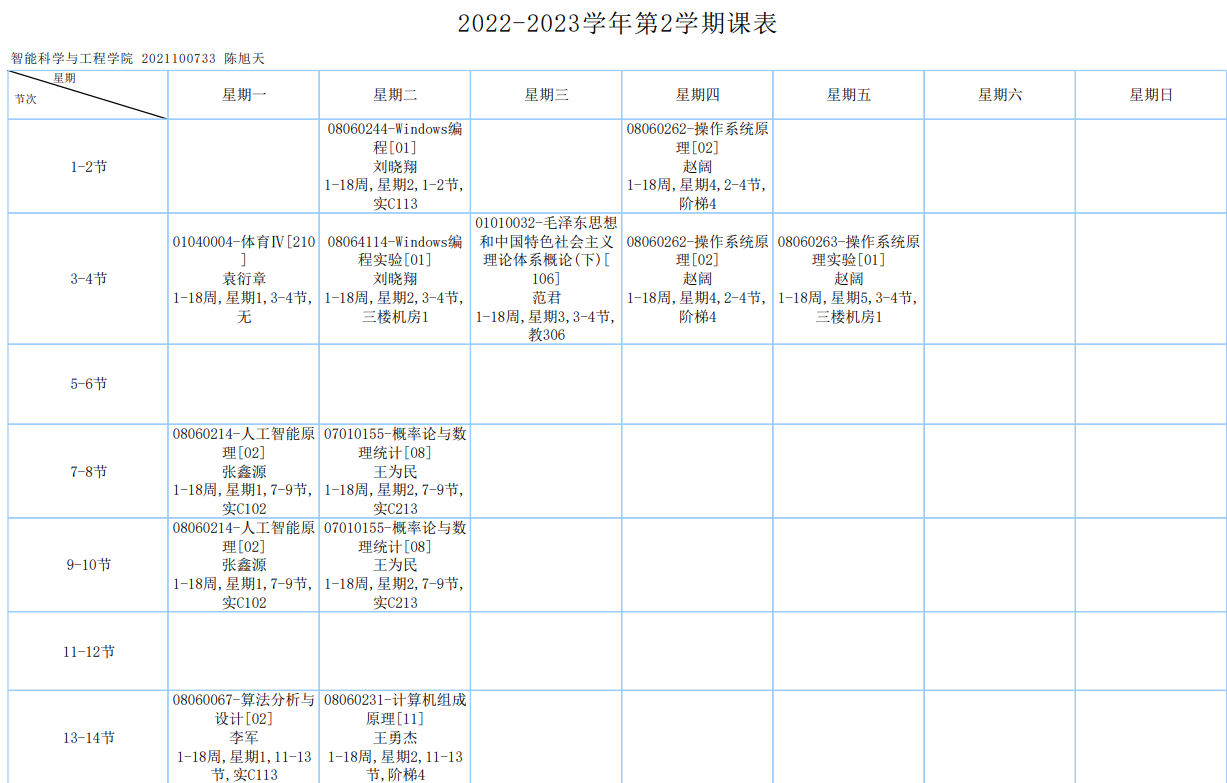 2022-2023学年第2学期课表
智能科学与工程学院 2021100733 陈旭天
星期
节次
星期一
星期二
星期三
星期四
星期五
星期六
星期日
1-2节
08060244-Windows编
程[01]
刘晓翔
1-18周,星期2,1-2节,
实C113
08060262-操作系统原
理[02]
赵阔
1-18周,星期4,2-4节,
阶梯4
3-4节
01040004-体育Ⅳ[210
]
袁衍章
1-18周,星期1,3-4节,
无
08064114-Windows编
程实验[01]
刘晓翔
1-18周,星期2,3-4节,
三楼机房1
01010032-毛泽东思想
和中国特色社会主义
理论体系概论(下)[
106]
范君
1-18周,星期3,3-4节,
教306
08060262-操作系统原
理[02]
赵阔
1-18周,星期4,2-4节,
阶梯4
08060263-操作系统原
理实验[01]
赵阔
1-18周,星期5,3-4节,
三楼机房1
5-6节
7-8节
08060214-人工智能原
理[02]
张鑫源
1-18周,星期1,7-9节,
实C102
07010155-概率论与数
理统计[08]
王为民
1-18周,星期2,7-9节,
实C213
9-10节
08060214-人工智能原
理[02]
张鑫源
1-18周,星期1,7-9节,
实C102
07010155-概率论与数
理统计[08]
王为民
1-18周,星期2,7-9节,
实C213
11-12节
13-14节
08060067-算法分析与
设计[02]
李军
1-18周,星期1,11-13
节,实C113
08060231-计算机组成
原理[11]
王勇杰
1-18周,星期2,11-13
节,阶梯4